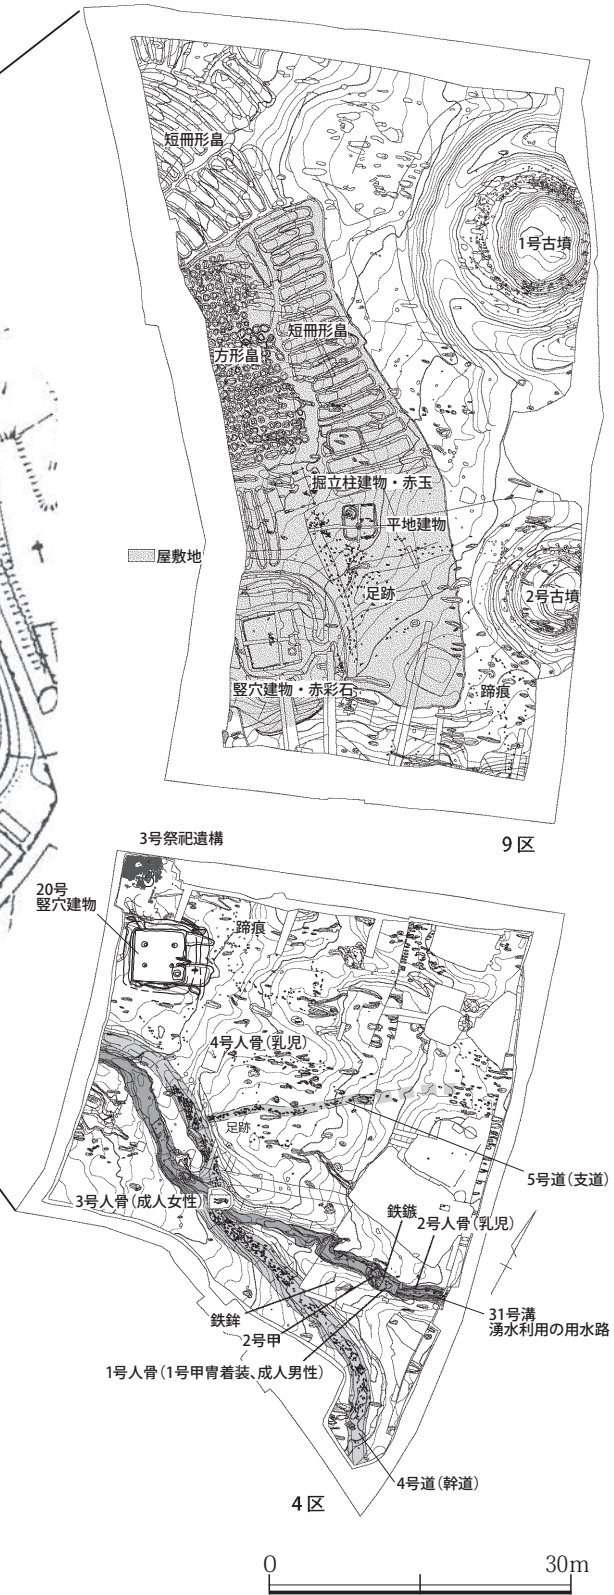 短冊形畠
1号古墳
短冊形畠
方形畠
掘立柱建物・赤玉
平地建物
屋敷地
足跡
2号古墳
竪穴建物・赤彩石
蹄痕
9区
3号祭祀遺構
20号
竪穴建物
蹄痕
4号人骨(乳児)
足跡
5号道(支道)
3号人骨(成人女性)
鉄鏃
2号人骨(乳児)
31号溝
湧水利用の用水路
鉄鉾
2号甲
1号人骨(1号甲冑着装、成人男性)
4号道(幹道)
4区
0 30m